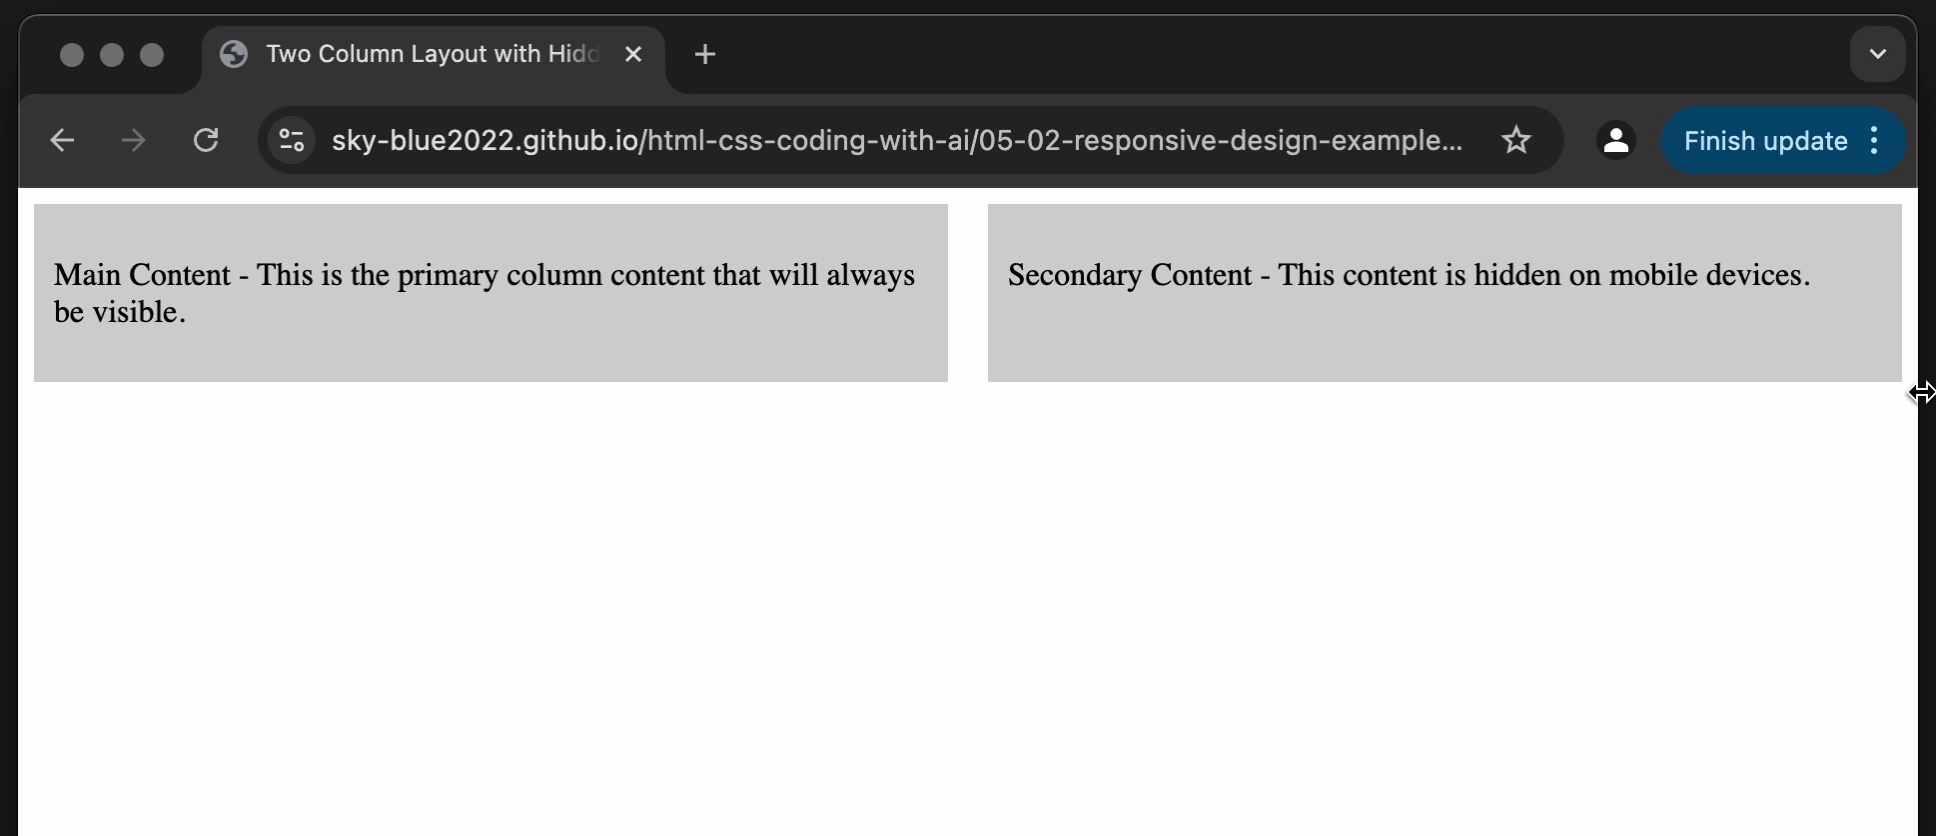 Two Column Layout with Hidd
sky-blue2022.github.io/html-css-coding-with-ai/05-02-responsive-design-example...
Finish update
Main Content - This is the primary column content that will always
be visible.
Secondary Content - This content is hidden on mobile devices.